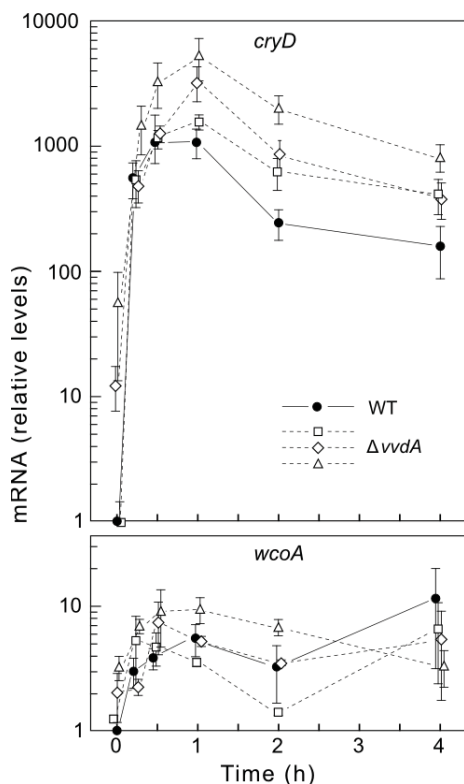 cryD
10000
1000
100
10
1
mRNA (relative levels)
WT
ΔvvdA
wcoA
10
1
0 1 2 3 4
Time (h)